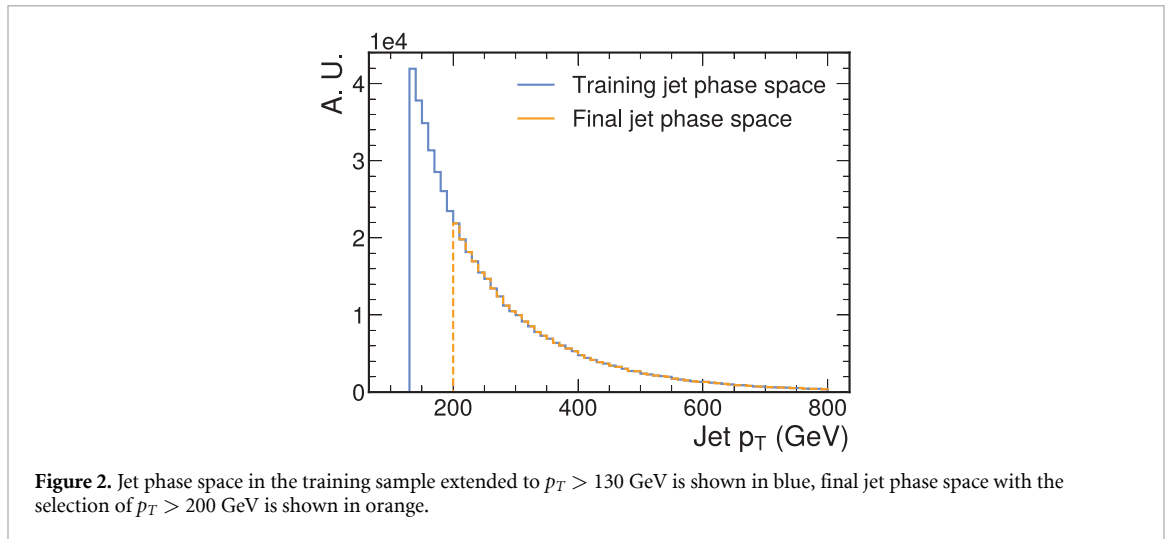 1e4
A. U.
Training jet phase space
Final jet phase space
4
3
2
1
0
200 400 600 800
Jet p_T (GeV)
Figure 2. Jet phase space in the training sample extended to p_T > 130 GeV is shown in blue, final jet phase space with the
selection of p_T > 200 GeV is shown in orange.